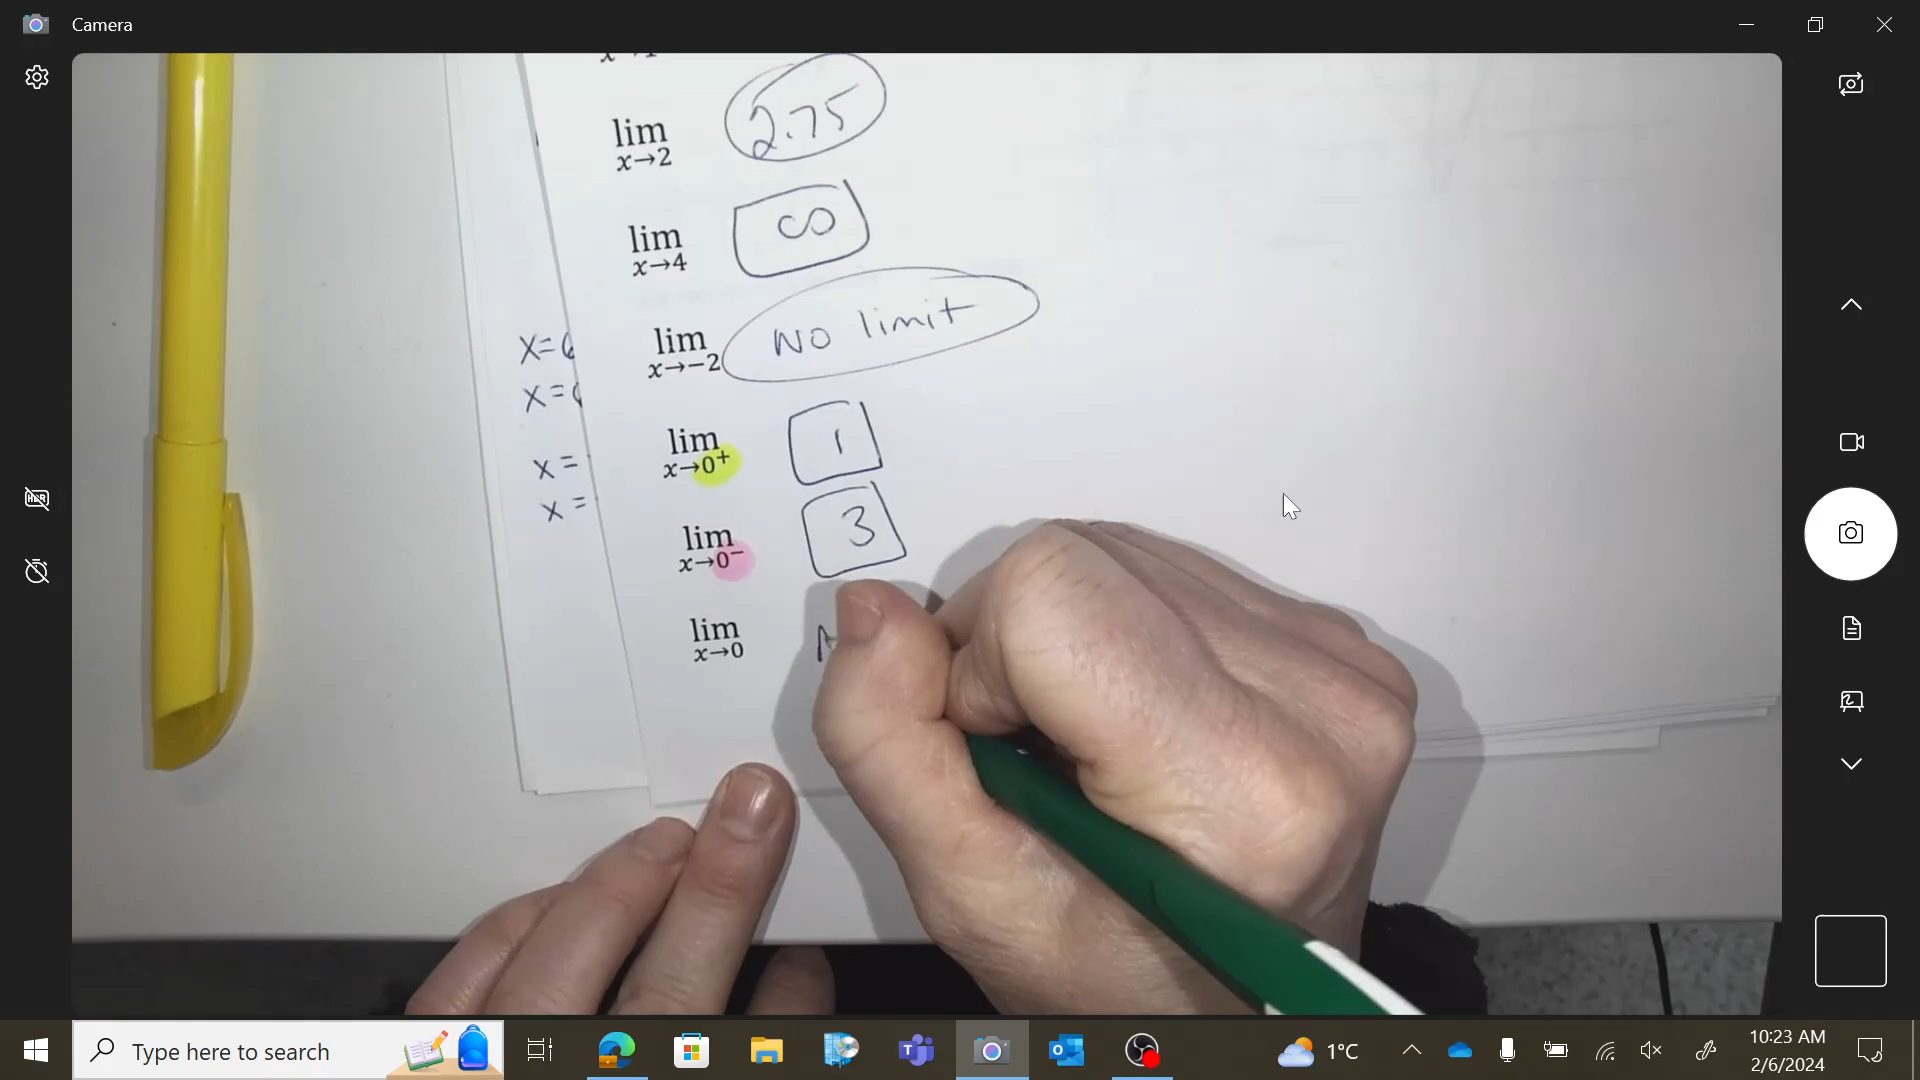 Camera
lim
x→2
2.75
lim
x→4
∞
lim
x→−2
No limit
x=
x=
lim
x→0⁺
1
x=
x=
lim
x→0⁻
3
lim
x→0
Type here to search
1°C
10:23 AM
2/6/2024